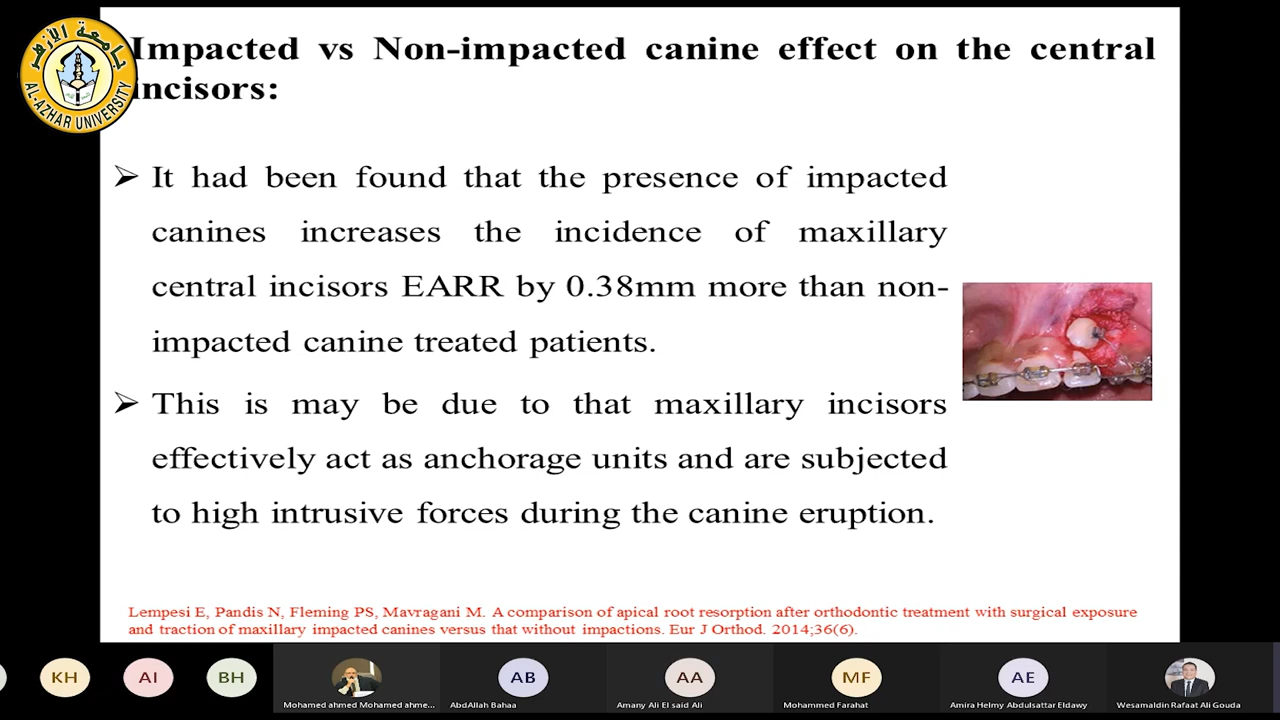 جامعة الأزهر
AL-AZHAR UNIVERSITY
Impacted vs Non-impacted canine effect on the central
incisors:
➢ It had been found that the presence of impacted
canines increases the incidence of maxillary
central incisors EARR by 0.38mm more than non-
impacted canine treated patients.
➢ This is may be due to that maxillary incisors
effectively act as anchorage units and are subjected
to high intrusive forces during the canine eruption.
Lempesi E, Pandis N, Fleming PS, Mavragani M. A comparison of apical root resorption after orthodontic treatment with surgical exposure
and traction of maxillary impacted canines versus that without impactions. Eur J Orthod. 2014;36(6).
KH
AI
BH
AB
AA
MF
AE
Mohamed ahmed Mohamed ahme...
AbdAllah Bahaa
Amany Ali El said Ali
Mohammed Farahat
Amira Helmy Abdulsattar Eldawy
Wesamaldin Rafaat Ali Gouda